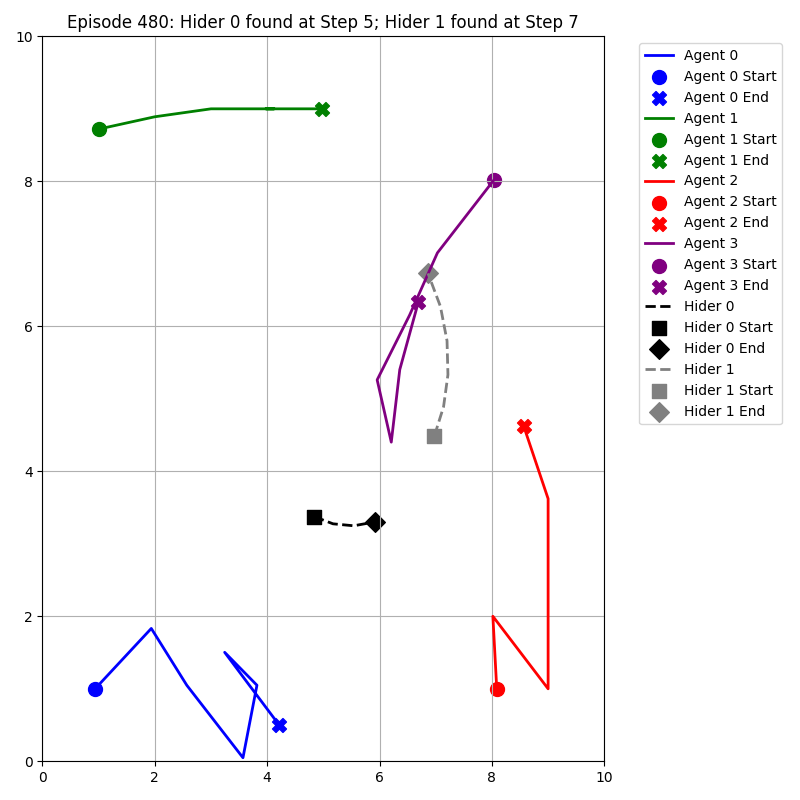 Episode 480: Hider 0 found at Step 5; Hider 1 found at Step 7
10
8
6
4
2
0
0
2
4
6
8
10
Agent 0
Agent 0 Start
Agent 0 End
Agent 1
Agent 1 Start
Agent 1 End
Agent 2
Agent 2 Start
Agent 2 End
Agent 3
Agent 3 Start
Agent 3 End
Hider 0
Hider 0 Start
Hider 0 End
Hider 1
Hider 1 Start
Hider 1 End